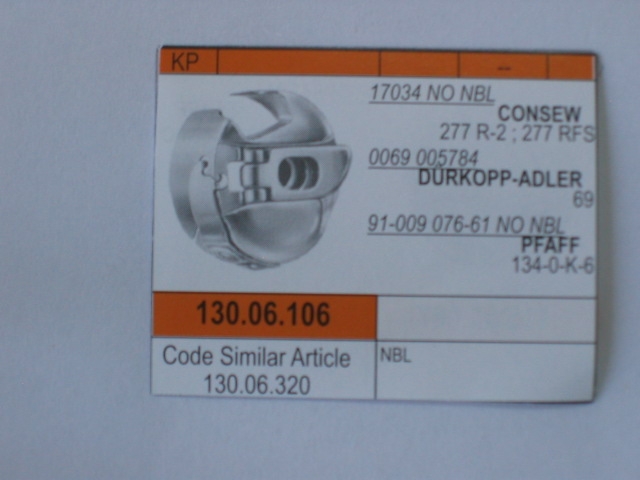 KP
--
17034 NO NBL
CONSEW
277 R-2 ; 277 RFS
0069 005784
DÜRKOPP-ADLER
69
91-009 076-61 NO NBL
PFAFF
134-0-K-6
130.06.106
Code Similar Article
130.06.320
NBL